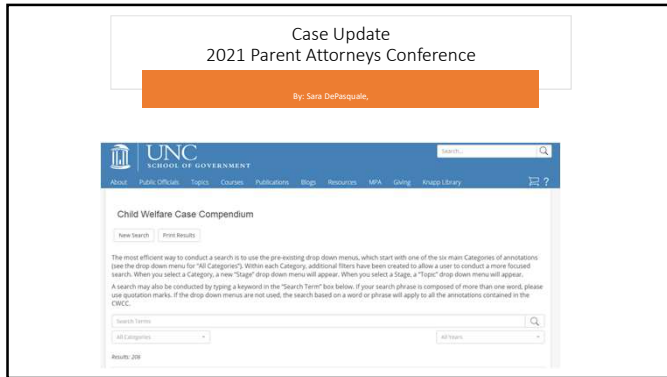 Case Update
2021 Parent Attorneys Conference
By: Sara DePasquale,
UNC
SCHOOL OF GOVERNMENT
Search...
About Public Officials Topics Courses Publications Blogs Resources MPA Giving Knapp Library ?
Child Welfare Case Compendium
New Search Print Results
The most efficient way to conduct a search is to use the pre-existing drop down menus, which start with one of the six main Categories of annotations
(see the drop down menu for "All Categories"). Within each Category, additional filters have been created to allow a user to conduct a more focused
search. When you select a Category, a new "Stage" drop down menu will appear. When you select a Stage, a "Topic" drop down menu will appear.
A search may also be conducted by typing a keyword in the "Search Term" box below. If your search phrase is composed of more than one word, please
use quotation marks. If the drop down menus are not used, the search based on a word or phrase will apply to all the annotations contained in the
CWCC.
Search Terms
All Categories All Years
Results: 206